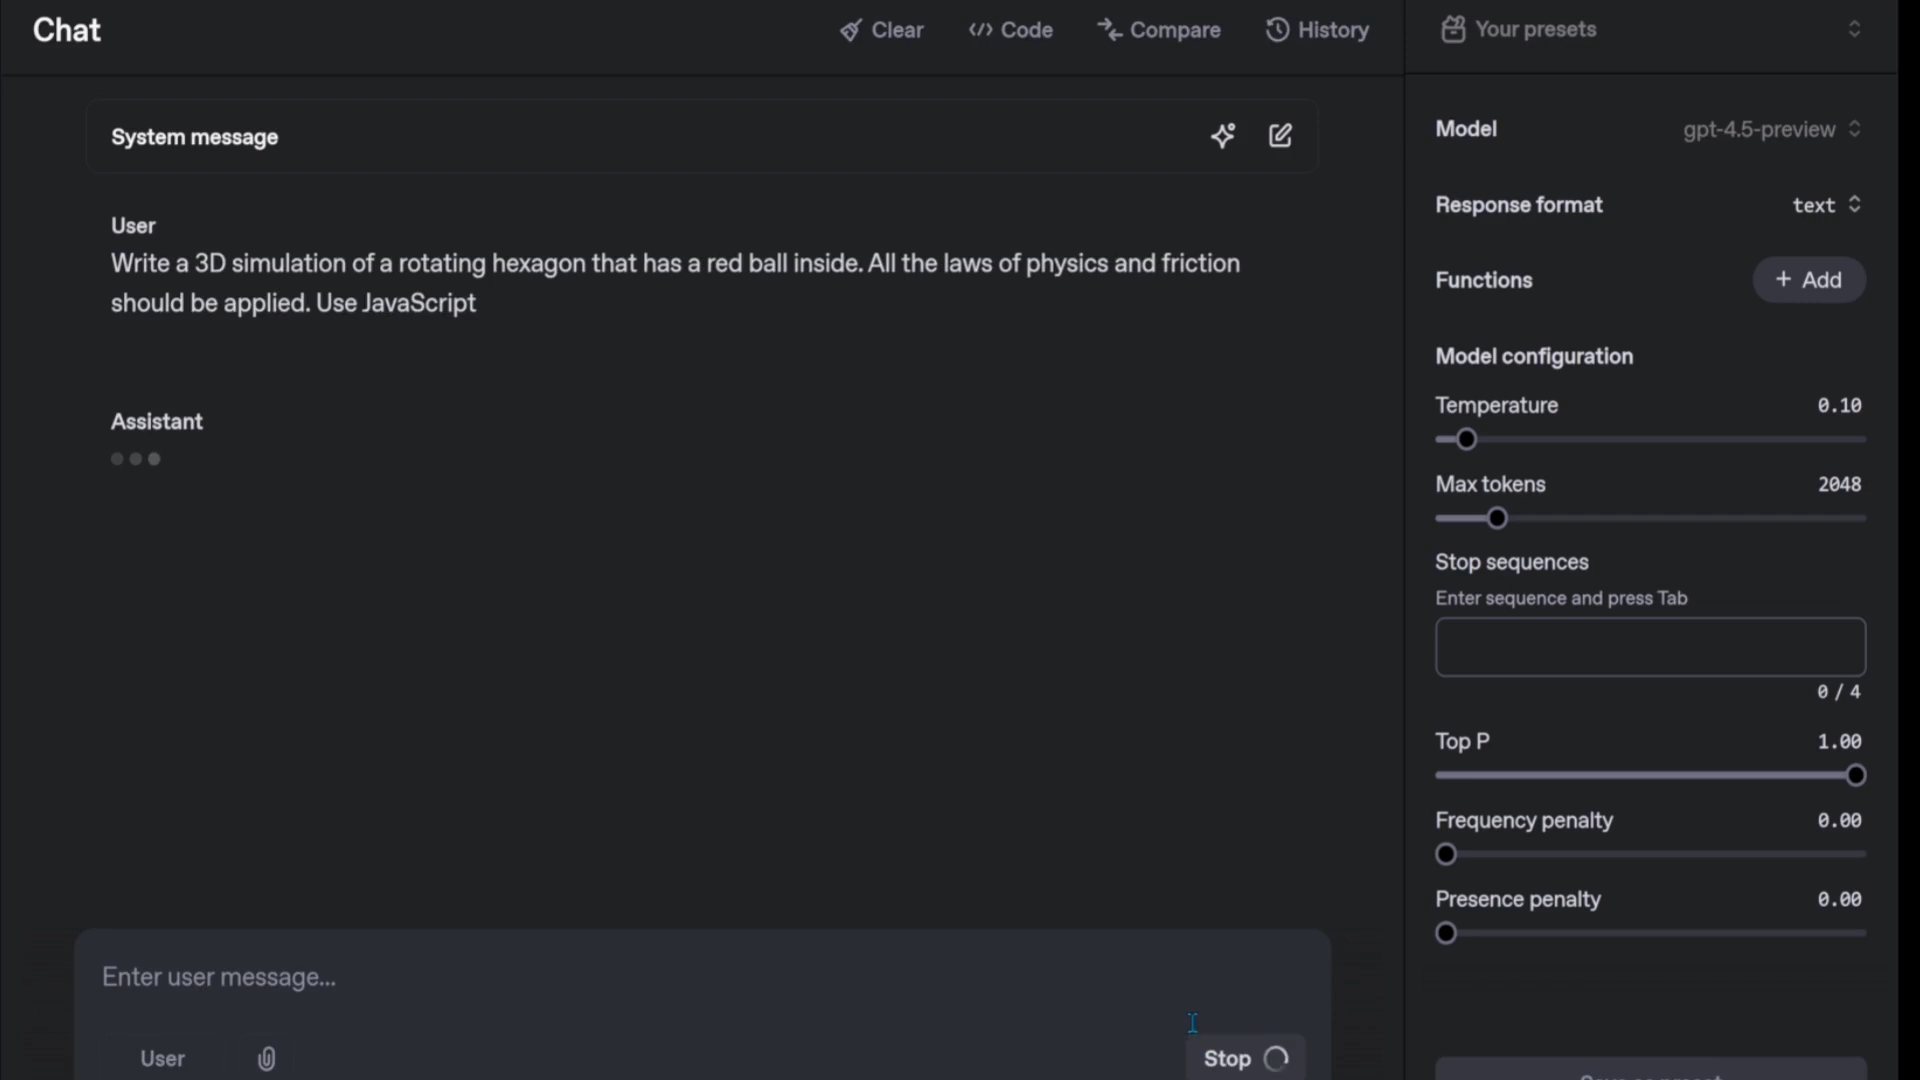 Chat
Clear
Code
Compare
History
Your presets
System message
User
Write a 3D simulation of a rotating hexagon that has a red ball inside. All the laws of physics and friction
should be applied. Use JavaScript
Assistant
Enter user message...
User
Stop
Model gpt-4.5-preview
Response format text
Functions + Add
Model configuration
Temperature 0.10
Max tokens 2048
Stop sequences
Enter sequence and press Tab
0 / 4
Top P 1.00
Frequency penalty 0.00
Presence penalty 0.00